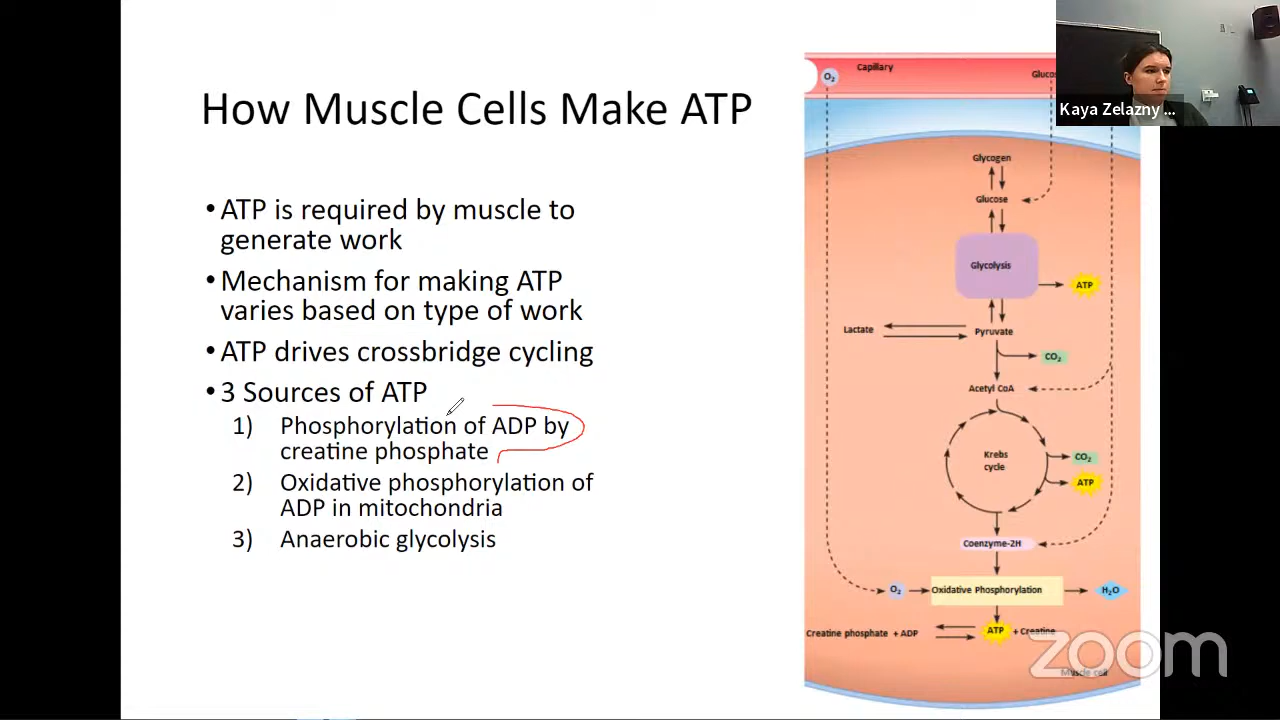 How Muscle Cells Make ATP
•ATP is required by muscle to
generate work
•Mechanism for making ATP
varies based on type of work
•ATP drives crossbridge cycling
•3 Sources of ATP
1) Phosphorylation of ADP by
creatine phosphate
2) Oxidative phosphorylation of
ADP in mitochondria
3) Anaerobic glycolysis
Capillary
O₂
Kaya Zelazny ...
Glycogen
Glucose
Glycolysis
ATP
Lactate
Pyruvate
CO₂
Acetyl CoA
Krebs
cycle
CO₂
ATP
Coenzyme-2H
O₂
Oxidative Phosphorylation
H₂O
Creatine phosphate + ADP
ATP
+ Creatine
zoom
Muscle cell